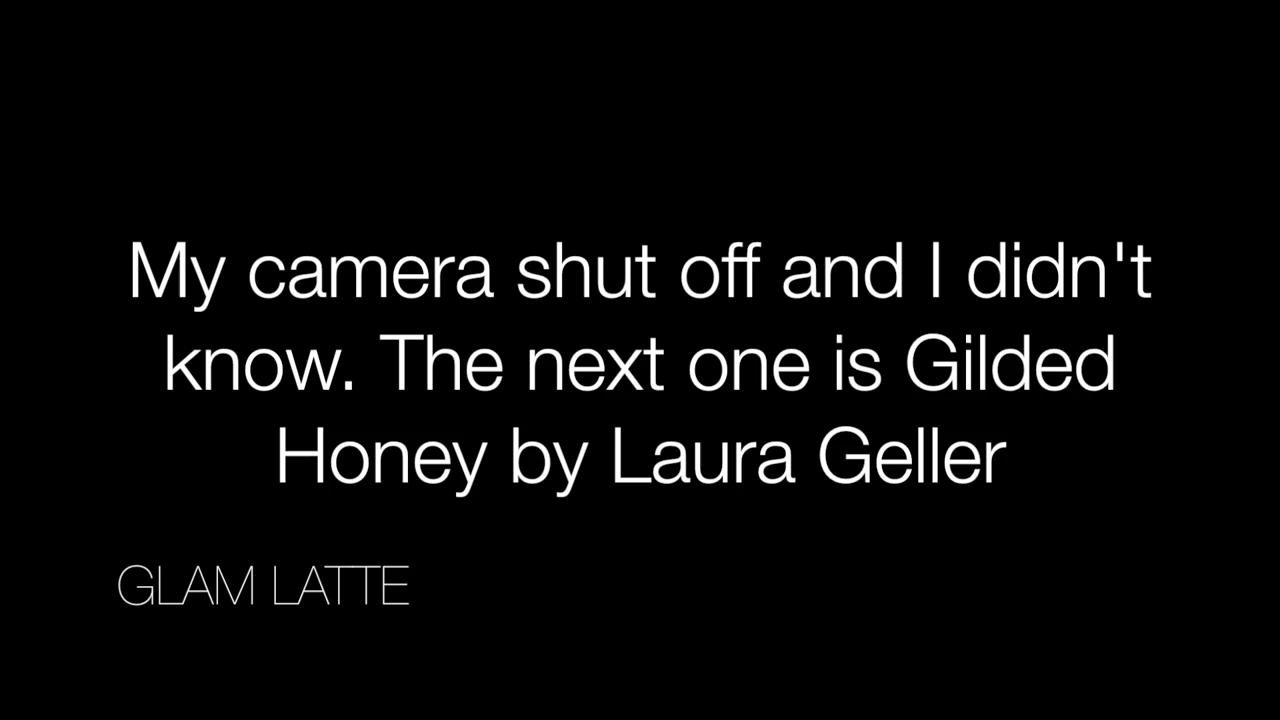 My camera shut off and I didn't
know. The next one is Gilded
Honey by Laura Geller
GLAM LATTE